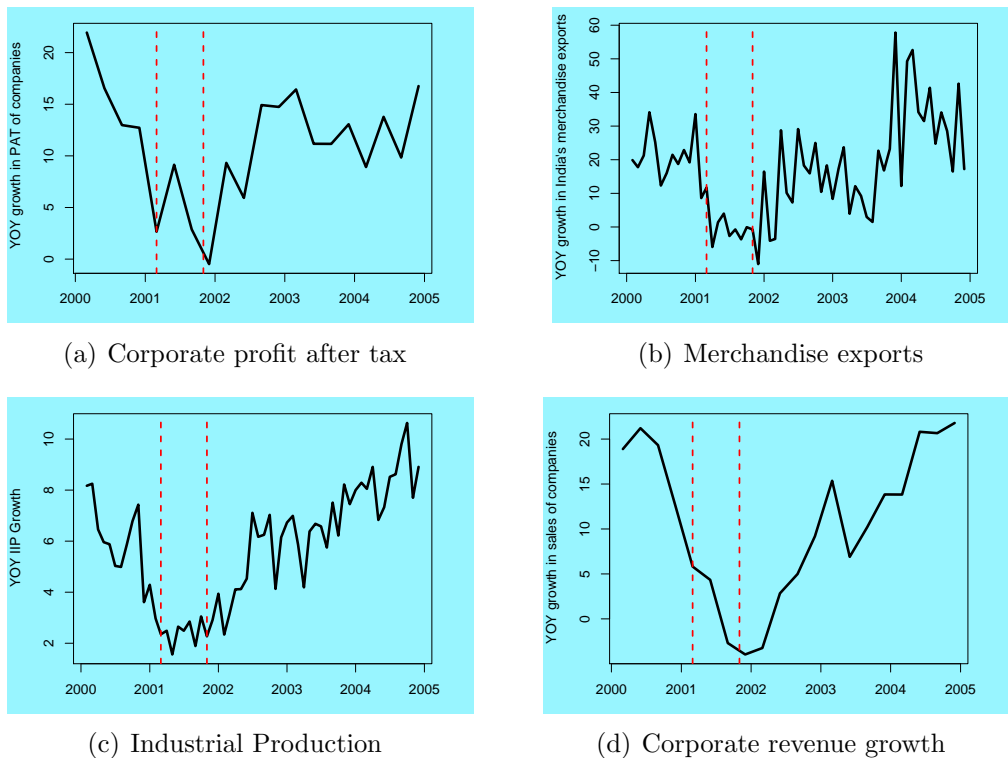 YOY growth in PAT of companies
20
15
10
5
0
2000 2001 2002 2003 2004 2005
(a) Corporate profit after tax
YOY growth in India's merchandise exports
60
50
40
30
20
10
0
−10
2000 2001 2002 2003 2004 2005
(b) Merchandise exports
YOY IIP Growth
10
8
6
4
2
2000 2001 2002 2003 2004 2005
(c) Industrial Production
YOY growth in sales of companies
20
15
10
5
0
2000 2001 2002 2003 2004 2005
(d) Corporate revenue growth